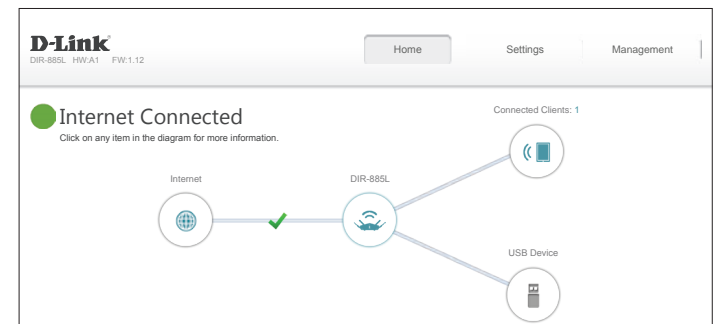 D-Link
DIR-885L HW:A1 FW:1.12
Home
Settings
Management
Internet Connected
Click on any item in the diagram for more information.
Connected Clients: 1
Internet
DIR-885L
USB Device